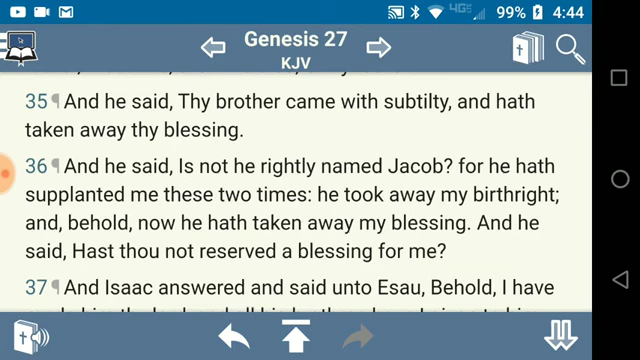 4G 99% 4:44
Genesis 27
KJV
35 ¶ And he said, Thy brother came with subtilty, and hath
taken away thy blessing.
36 ¶ And he said, Is not he rightly named Jacob? for he hath
supplanted me these two times: he took away my birthright;
and, behold, now he hath taken away my blessing. And he
said, Hast thou not reserved a blessing for me?
37 ¶ And Isaac answered and said unto Esau, Behold, I have